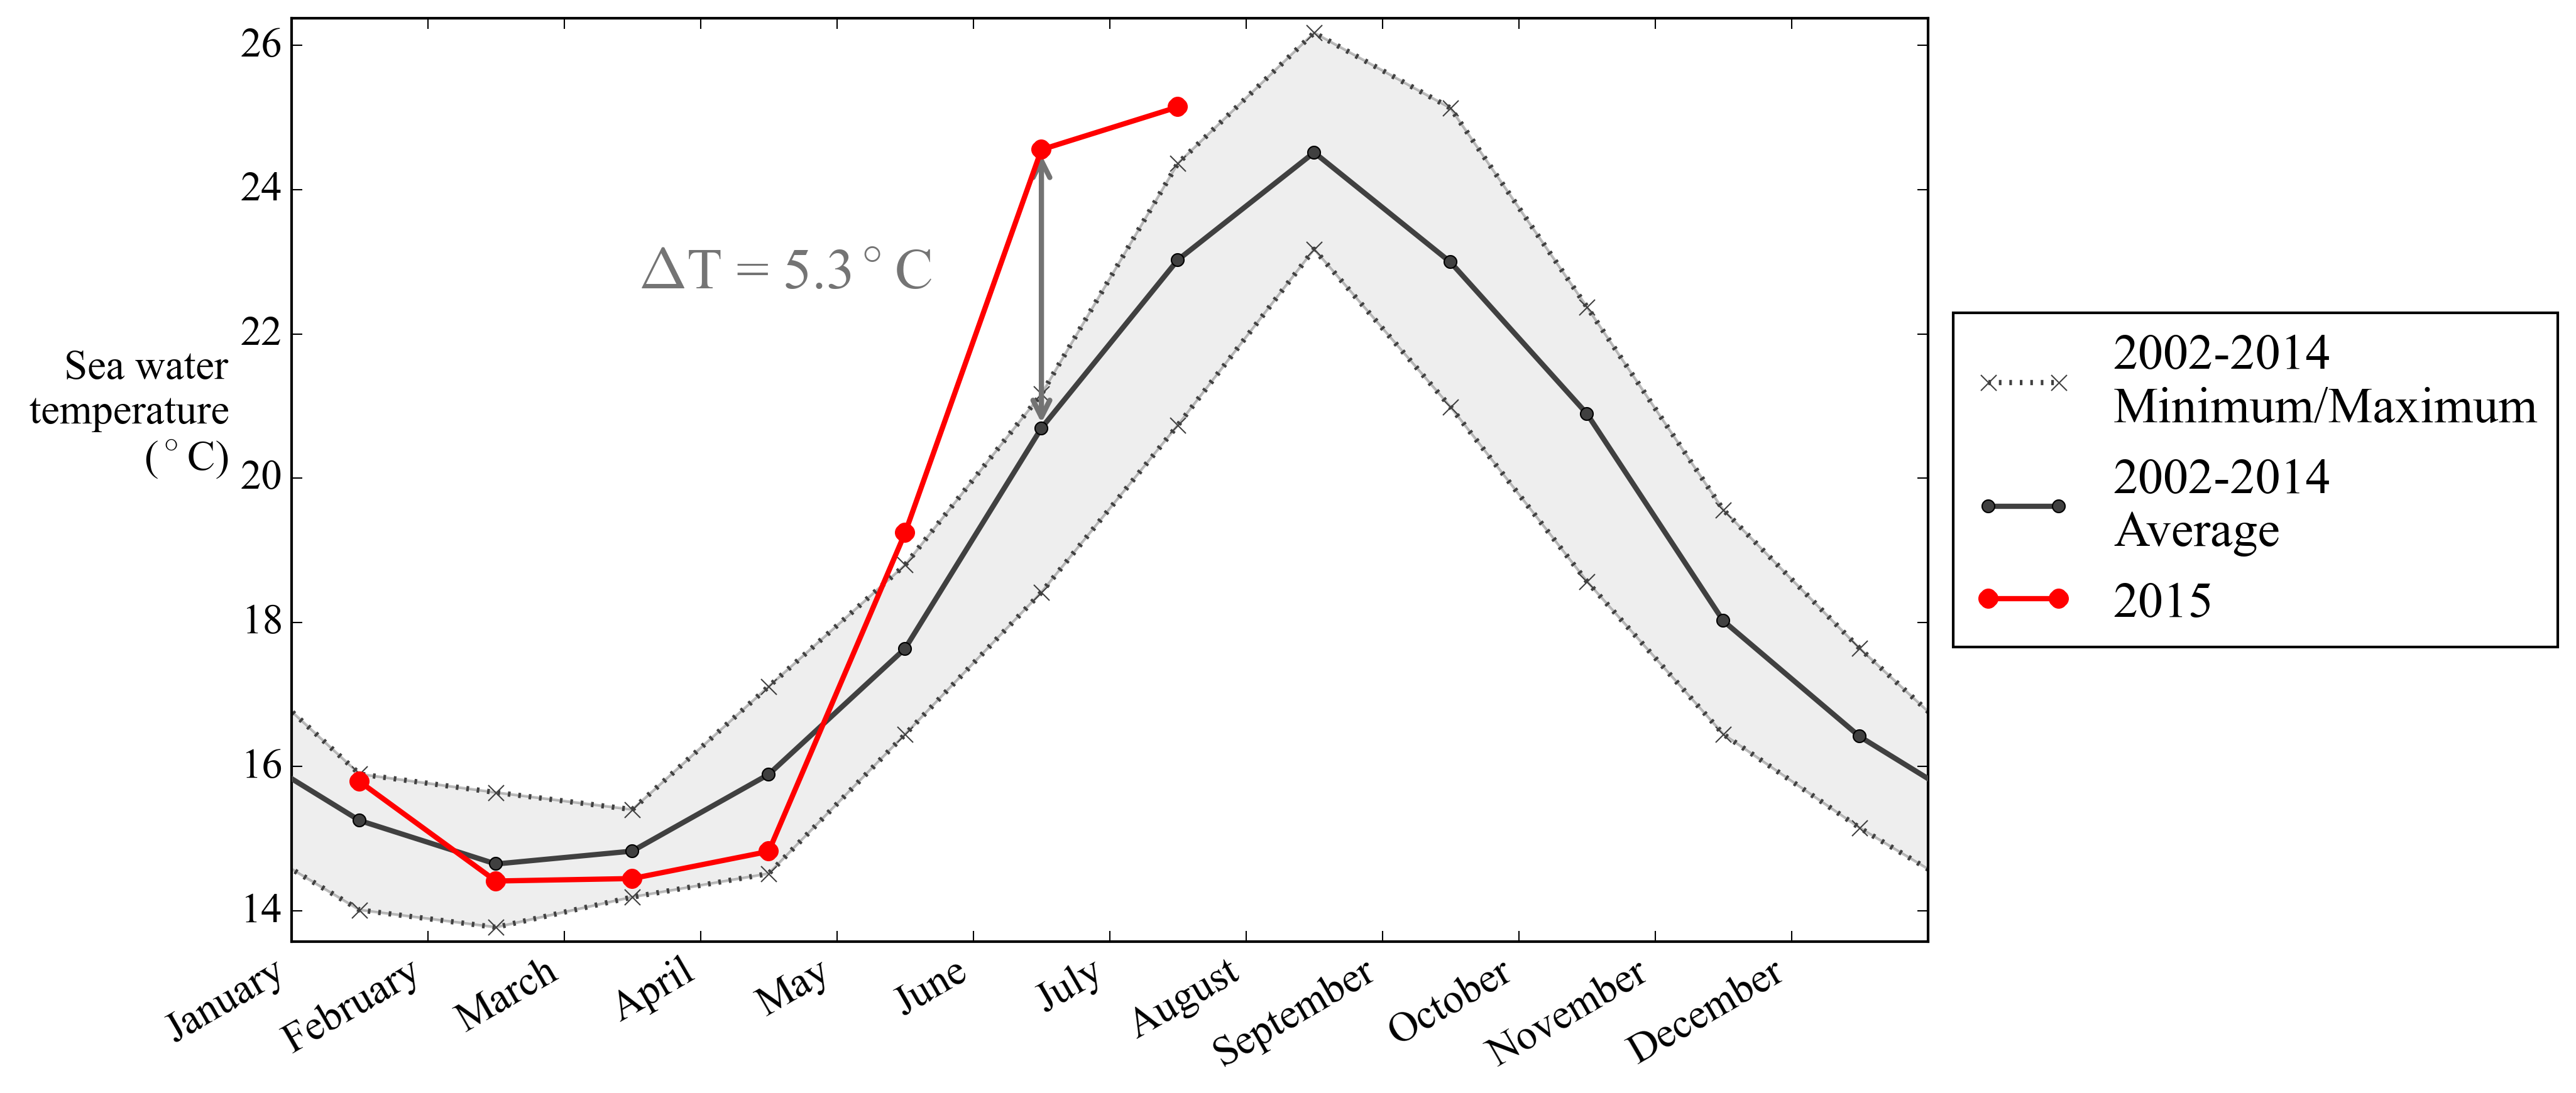 26
24
22
20
18
16
14
Sea water
temperature
(°C)
ΔT = 5.3°C
January
February
March
April
May
June
July
August
September
October
November
December
2002-2014
Minimum/Maximum
2002-2014
Average
2015